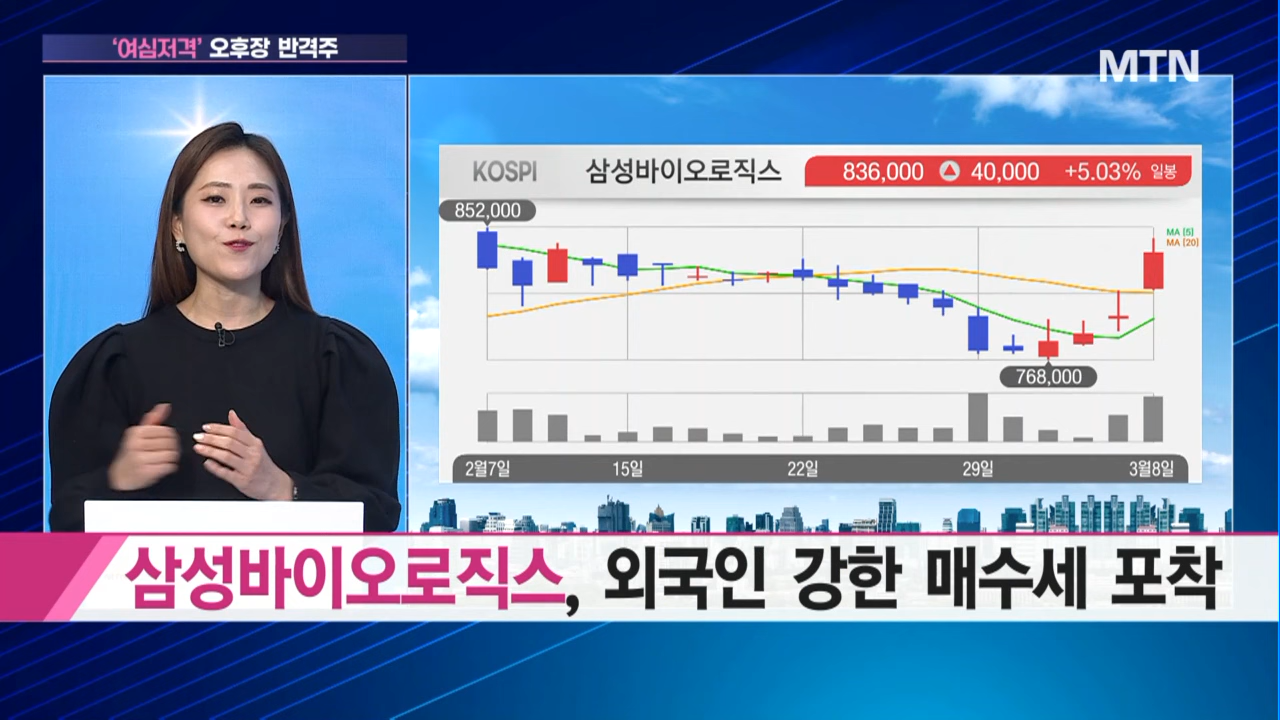 ‘여심저격’ 오후장 반격주
MTN
KOSPI 삼성바이오로직스 836,000 ▲ 40,000 +5.03% 일봉
852,000
MA [5]
MA [20]
768,000
2월7일 15일 22일 29일 3월8일
삼성바이오로직스, 외국인 강한 매수세 포착